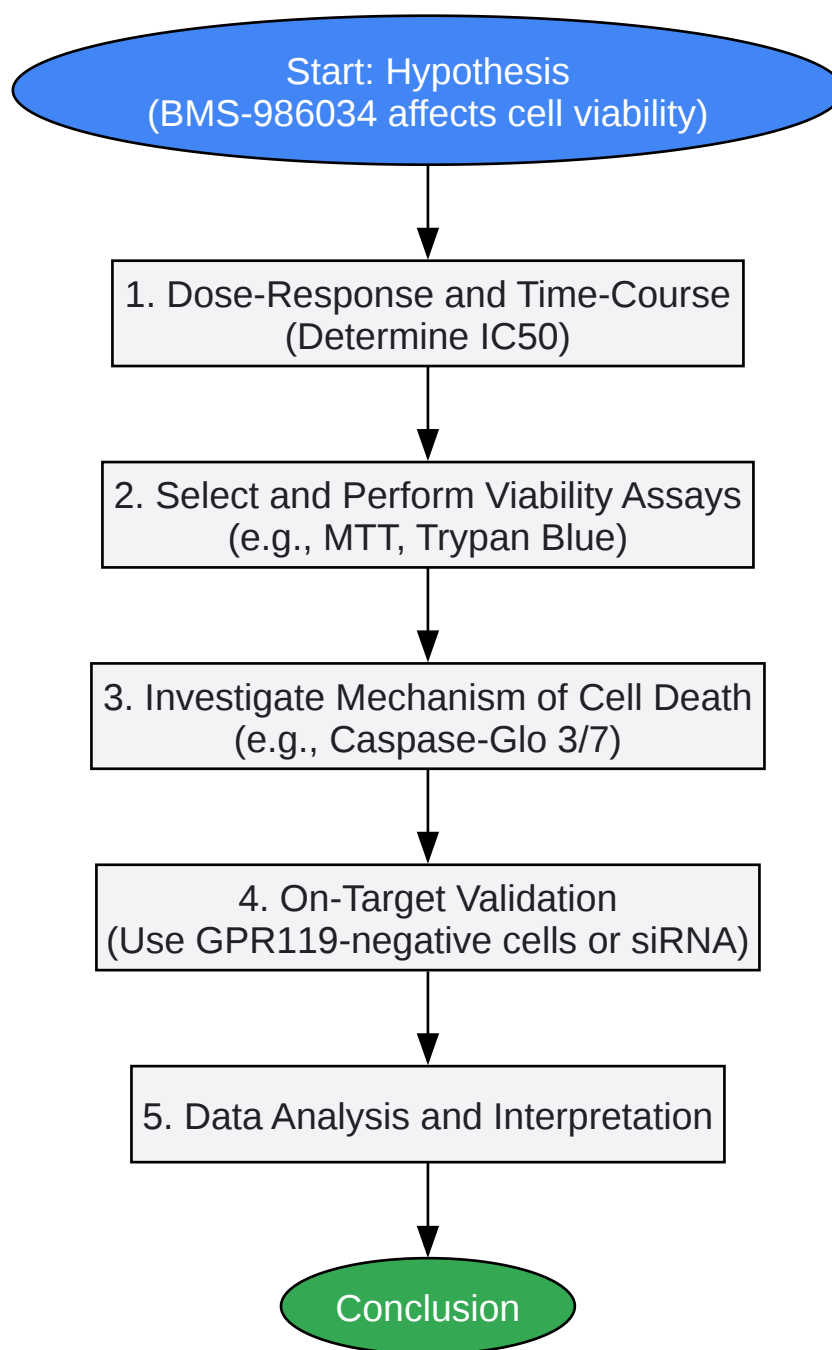 Start: Hypothesis
(BMS-986034 affects cell viability)
1. Dose-Response and Time-Course
(Determine IC50)
2. Select and Perform Viability Assays
(e.g., MTT, Trypan Blue)
3. Investigate Mechanism of Cell Death
(e.g., Caspase-Glo 3/7)
4. On-Target Validation
(Use GPR119-negative cells or siRNA)
5. Data Analysis and Interpretation
Conclusion